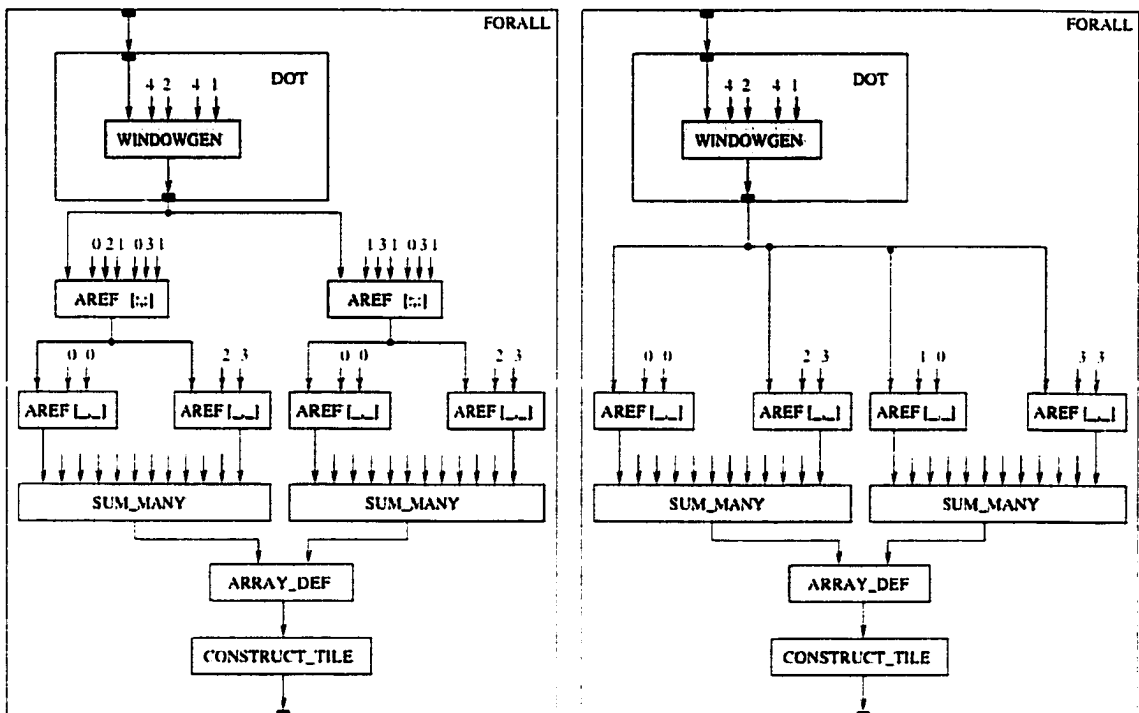 FORALL
DOT
4 2 4 1
WINDOWGEN
0 2 1 0 3 1
1 3 1 0 3 1
AREF [:,:]
AREF [:,:]
0 0
2 3
0 0
2 3
AREF [_,_]
AREF [_,_]
AREF [_,_]
AREF [_,_]
SUM_MANY
SUM_MANY
ARRAY_DEF
CONSTRUCT_TILE
FORALL
DOT
4 2 4 1
WINDOWGEN
0 0
2 3
1 0
3 3
AREF [_,_]
AREF [_,_]
AREF [_,_]
AREF [_,_]
SUM_MANY
SUM_MANY
ARRAY_DEF
CONSTRUCT_TILE